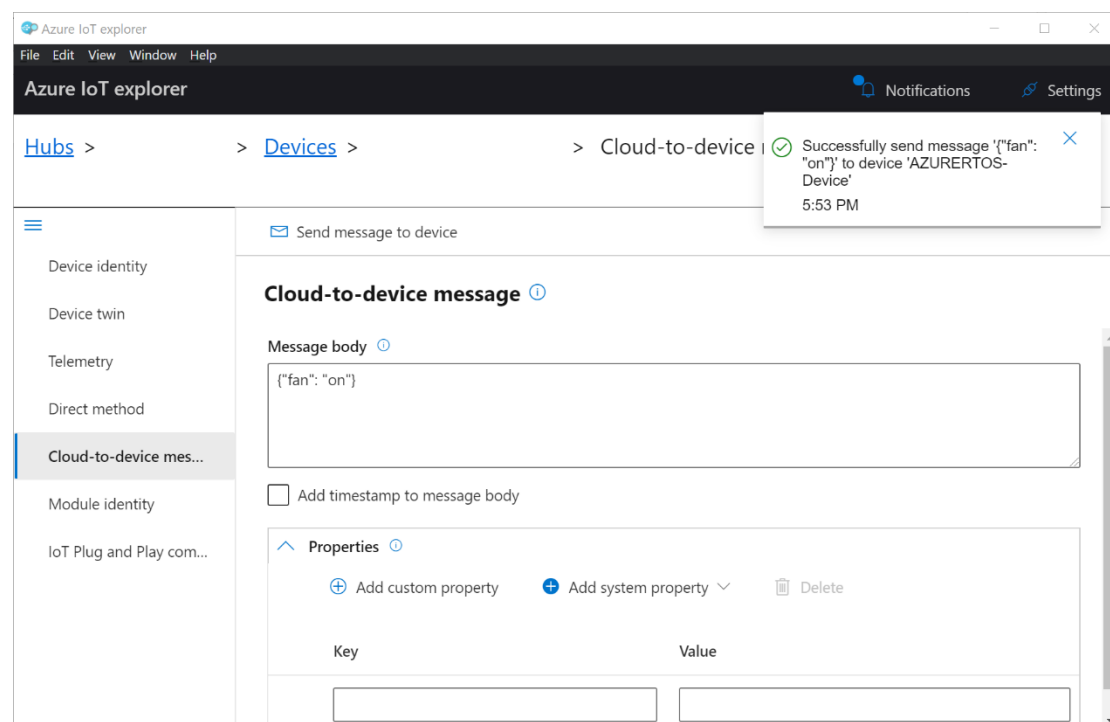 Azure IoT explorer
File Edit View Window Help
Azure IoT explorer
Notifications
Settings
Hubs > > Devices > > Cloud-to-device
Successfully send message '{"fan":
"on"}' to device 'AZURERTOS-
Device'
5:53 PM
Send message to device
Device identity
Device twin
Telemetry
Direct method
Cloud-to-device mes...
Module identity
IoT Plug and Play com...
Cloud-to-device message
Message body
{"fan": "on"}
Add timestamp to message body
Properties
Add custom property
Add system property
Delete
Key Value